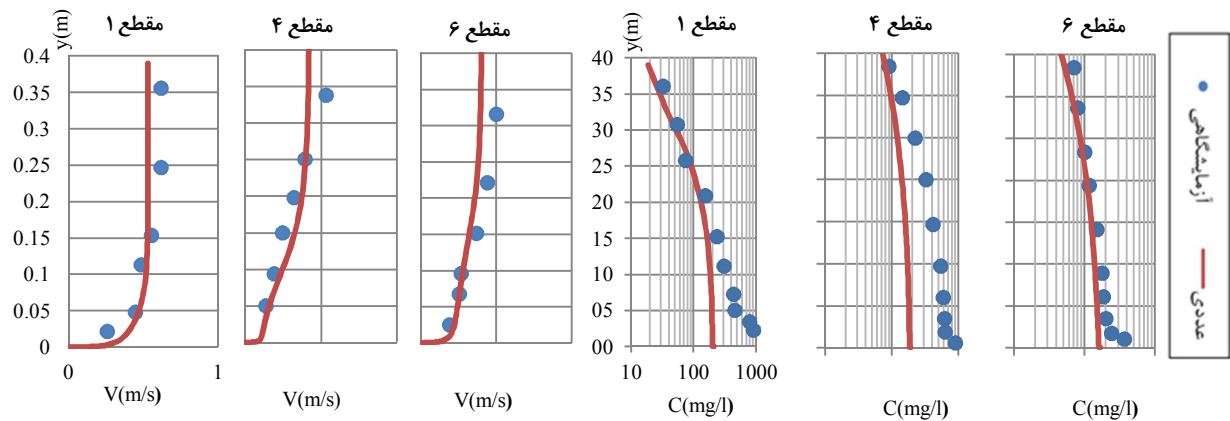 مقطع ۱
مقطع ۴
مقطع ۶
مقطع ۱
مقطع ۴
مقطع ۶
y(m)
0.4
0.35
0.3
0.25
0.2
0.15
0.1
0.05
0
0
1
V(m/s)
V(m/s)
V(m/s)
y(m)
40
35
30
25
20
15
10
05
00
10
100
1000
C(mg/l)
C(mg/l)
C(mg/l)
آزمایشگاهی
عددی